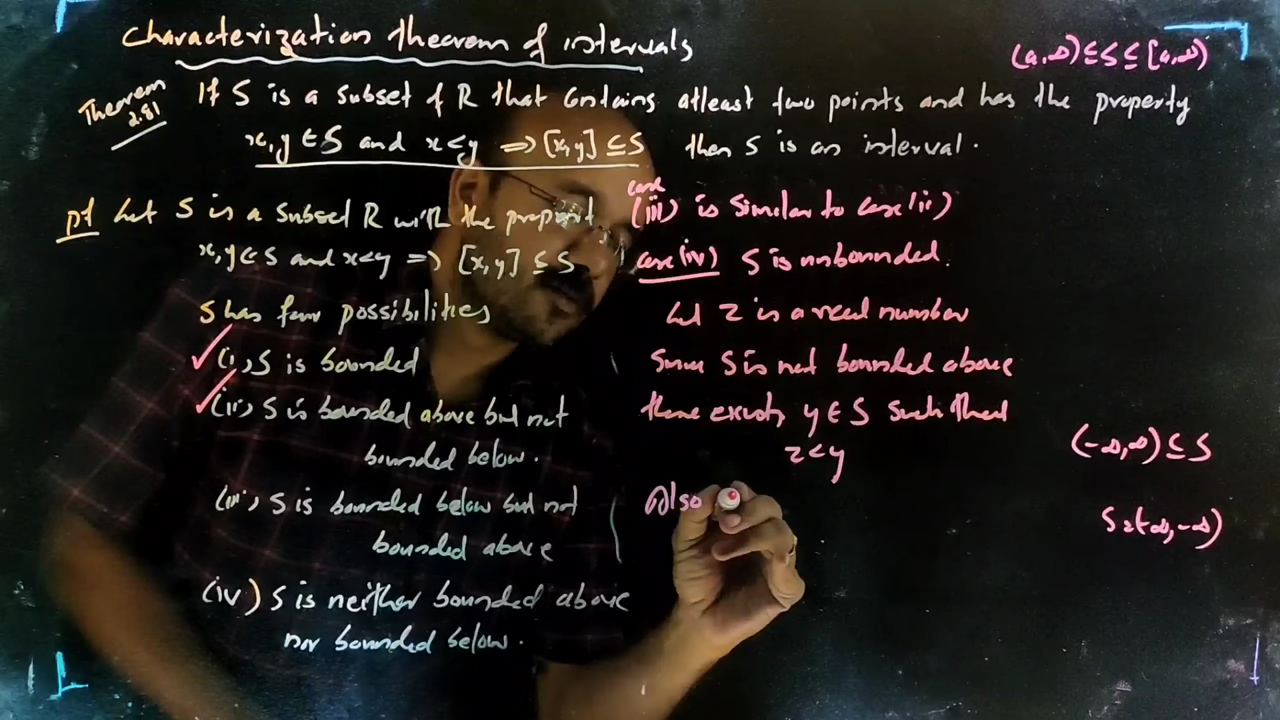 Characterization theorem of intervals
(a,∞) ⊆ S ⊆ [a,∞)
Theorem 2.81
If S is a subset of R that contains atleast two points and has the property
x,y ∈ S and x<y ⟹ [x,y] ⊆ S then S is an interval.
pf Let S is a subset R with the
x,y ∈ S and x<y ⟹ [x,y] ⊆ S
S has four possibilities
(i) S is bounded
(ii) S is bounded above but not
bounded below.
(iii) S is bounded below but not
bounded above
(iv) S is neither bounded above
nor bounded below.
case
(iii) is similar to case (ii)
case (iv) S is unbounded.
Let z is a real number
Since S is not bounded above
there exists y ∈ S such that
z<y
Also
(-∞,∞) ⊆ S